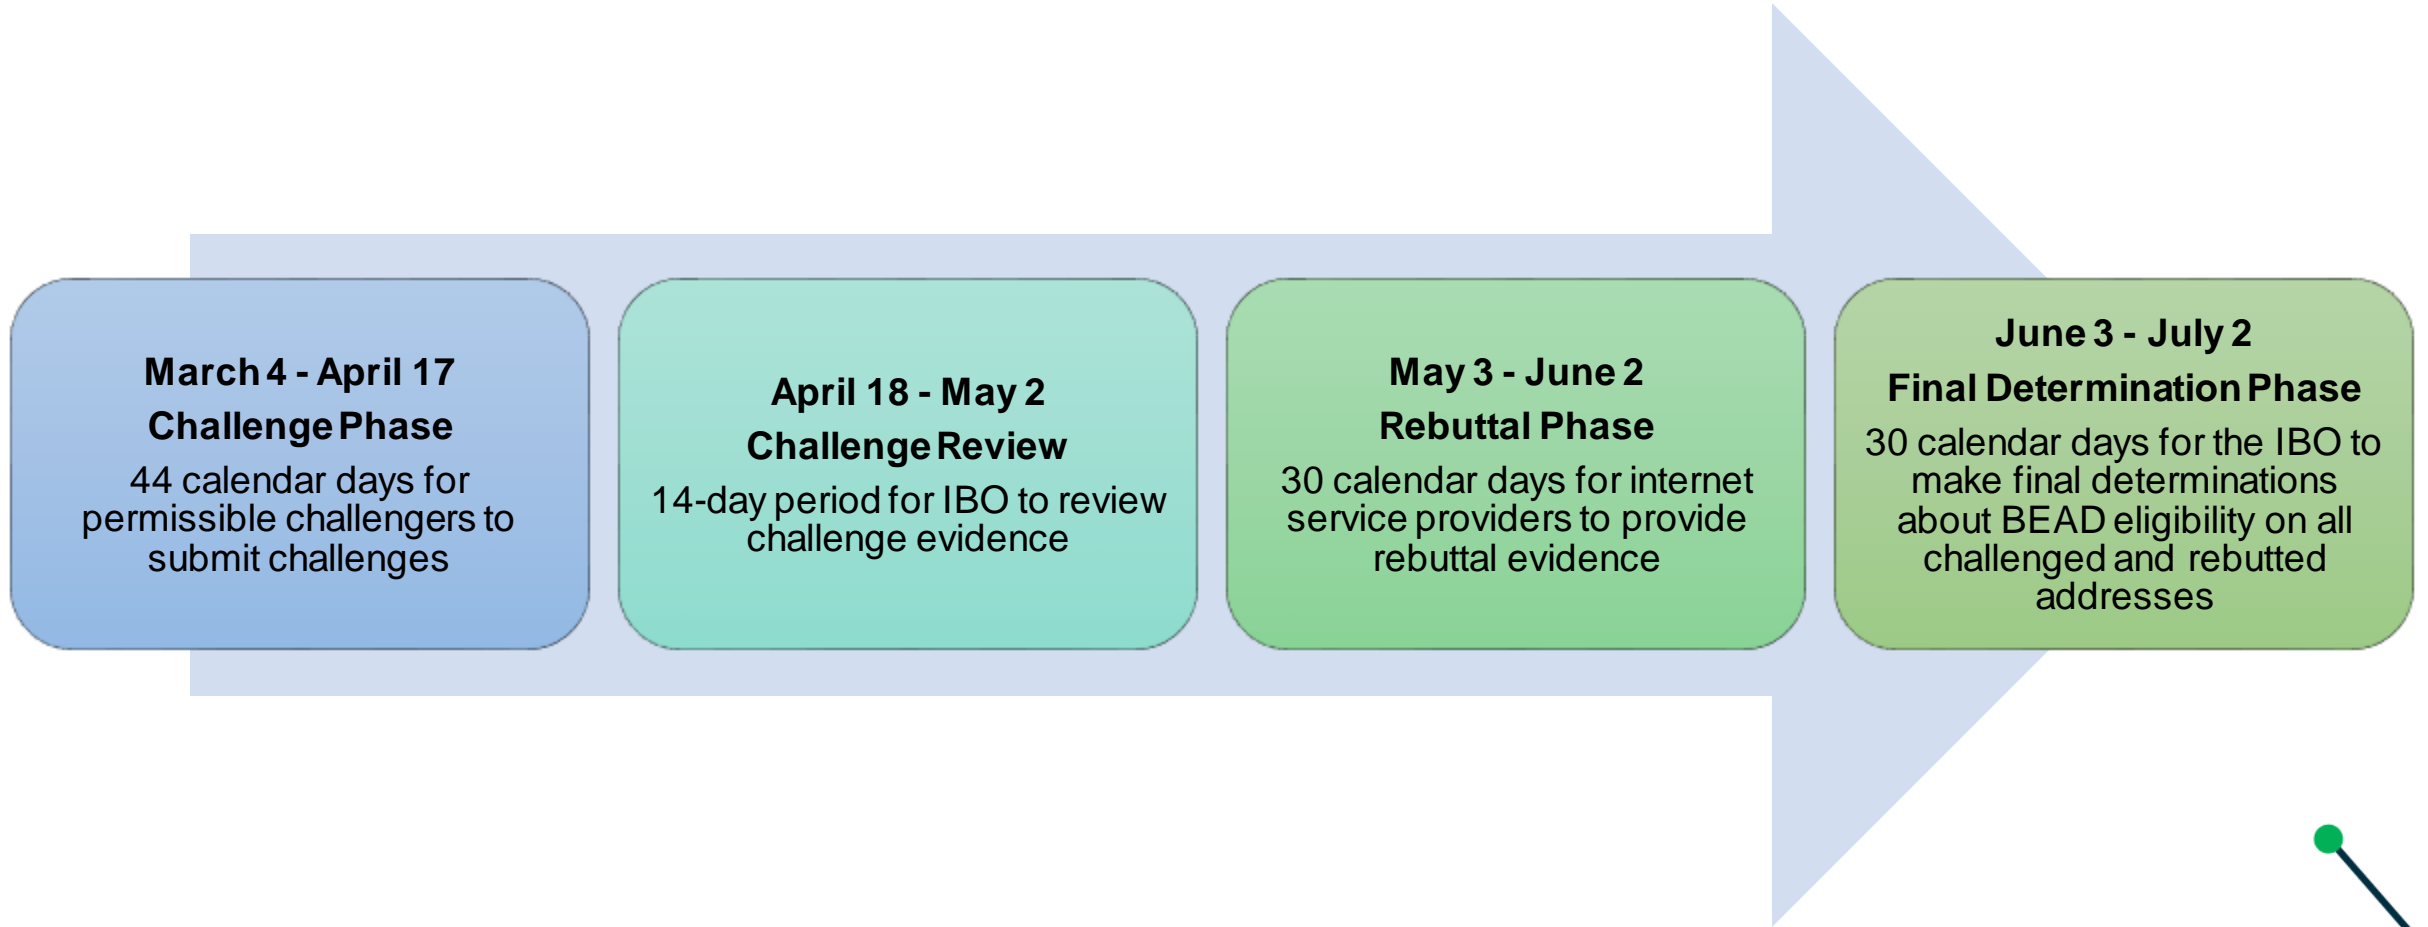 March 4 - April 17
Challenge Phase
44 calendar days for
permissible challengers to
submit challenges
April 18 - May 2
Challenge Review
14-day period for IBO to review
challenge evidence
May 3 - June 2
Rebuttal Phase
30 calendar days for internet
service providers to provide
rebuttal evidence
June 3 - July 2
Final Determination Phase
30 calendar days for the IBO to
make final determinations
about BEAD eligibility on all
challenged and rebutted
addresses